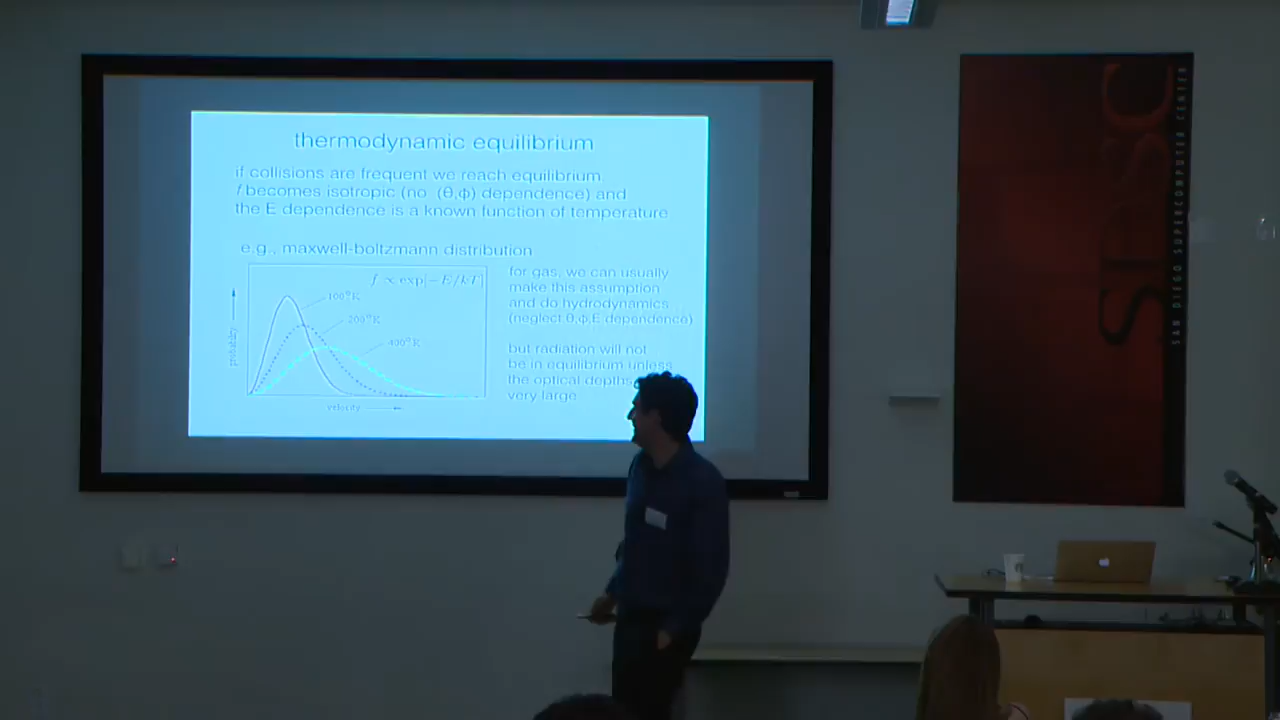 thermodynamic equilibrium
if collisions are frequent we reach equilibrium.
f becomes isotropic (no (θ,φ) dependence) and
the E dependence is a known function of temperature
e.g., maxwell-boltzmann distribution
f ∝ exp[−E/kT]
100°K
200°K
400°K
probability
velocity
for gas, we can usually
make this assumption
and do hydrodynamics
(neglect θ,φ,E dependence)
but radiation will not
be in equilibrium unless
the optical depths
very large
SDSC
SAN DIEGO SUPERCOMPUTER CENTER